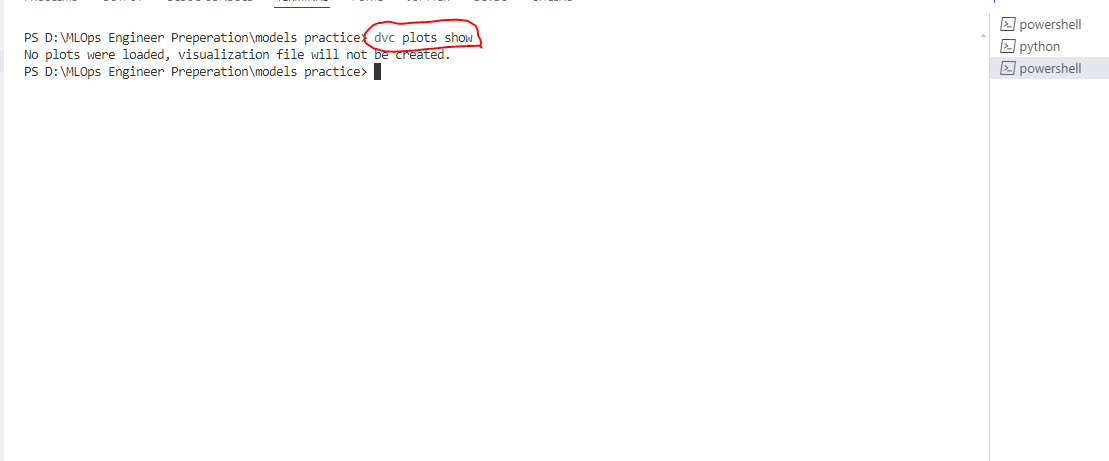 PS D:\MLOps Engineer Preperation\models practice> dvc plots show
No plots were loaded, visualization file will not be created.
PS D:\MLOps Engineer Preperation\models practice>
powershell
python
powershell